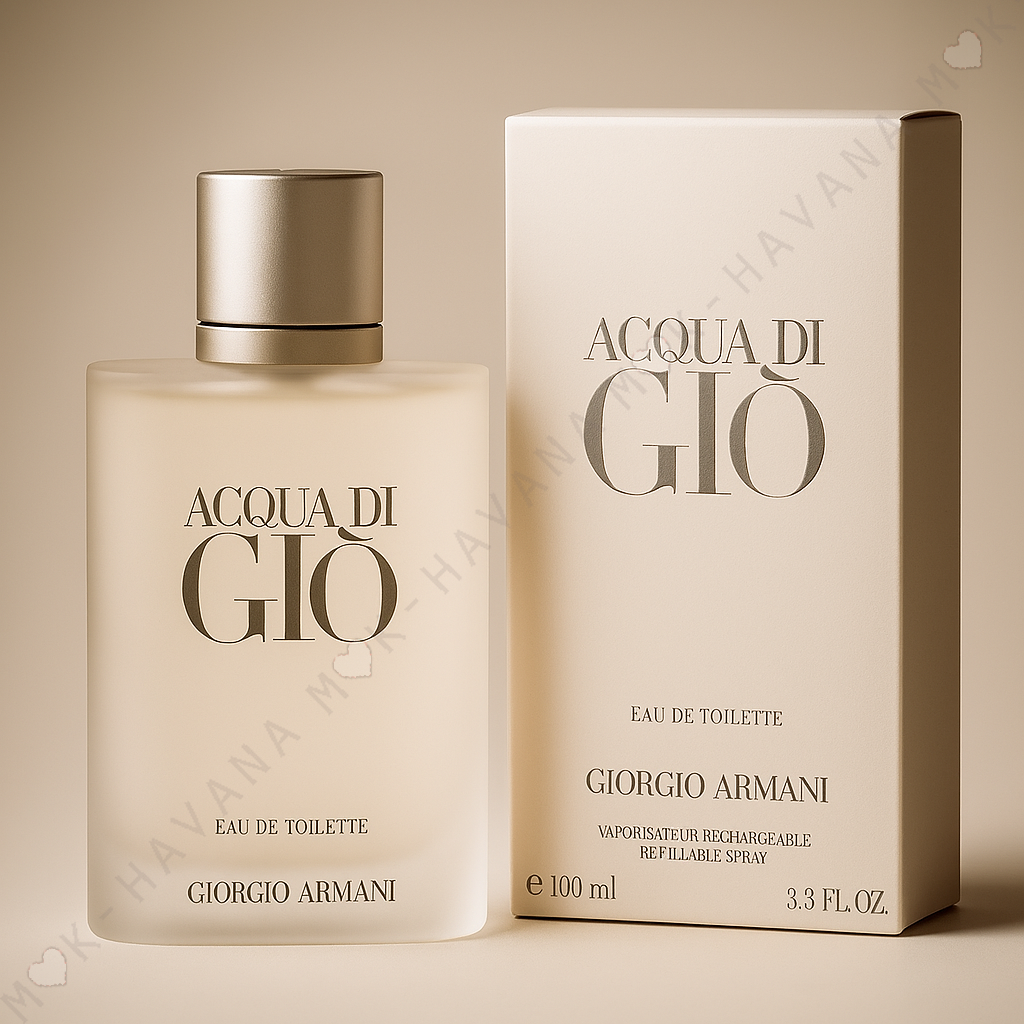 ACQUA DI
GIÒ
EAU DE TOILETTE
GIORGIO ARMANI
ACQUA DI
GIÒ
EAU DE TOILETTE
GIORGIO ARMANI
VAPORISATEUR RECHARGEABLE
REFILLABLE SPRAY
e 100 ml
3.3 FL. OZ.
MOK - HAVANA MOK - HAVANA MOK - HAVANA MOK